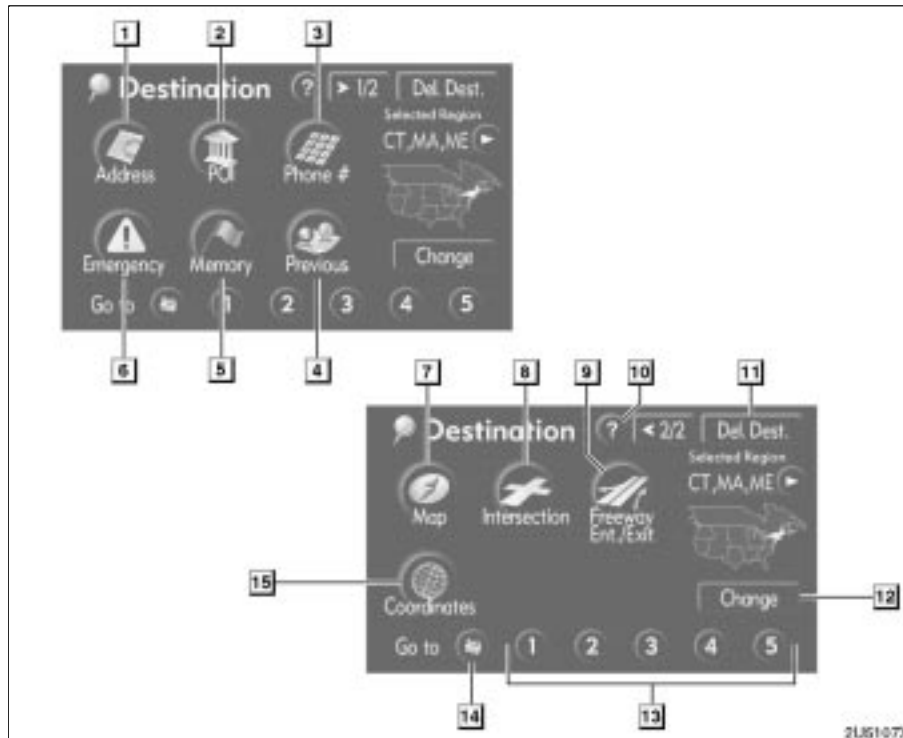 1 2 3
Destination ? > 1/2 Del. Dest.
Selected Region
CT,MA,ME
Address POI Phone #
Emergency Memory Previous Change
Go to 1 2 3 4 5
6 5 4
7 8 9 10 11
Destination ? < 2/2 Del. Dest.
Selected Region
CT,MA,ME
Map Intersection Freeway
Ent./Exit
15
Coordinates Change 12
Go to 1 2 3 4 5
14 13